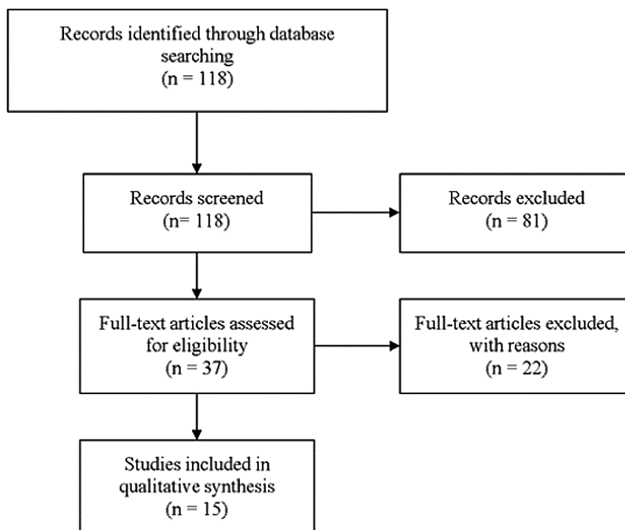 Records identified through database
searching
(n = 118)
Records screened
(n= 118)
Records excluded
(n = 81)
Full-text articles assessed
for eligibility
(n = 37)
Full-text articles excluded,
with reasons
(n = 22)
Studies included in
qualitative synthesis
(n = 15)